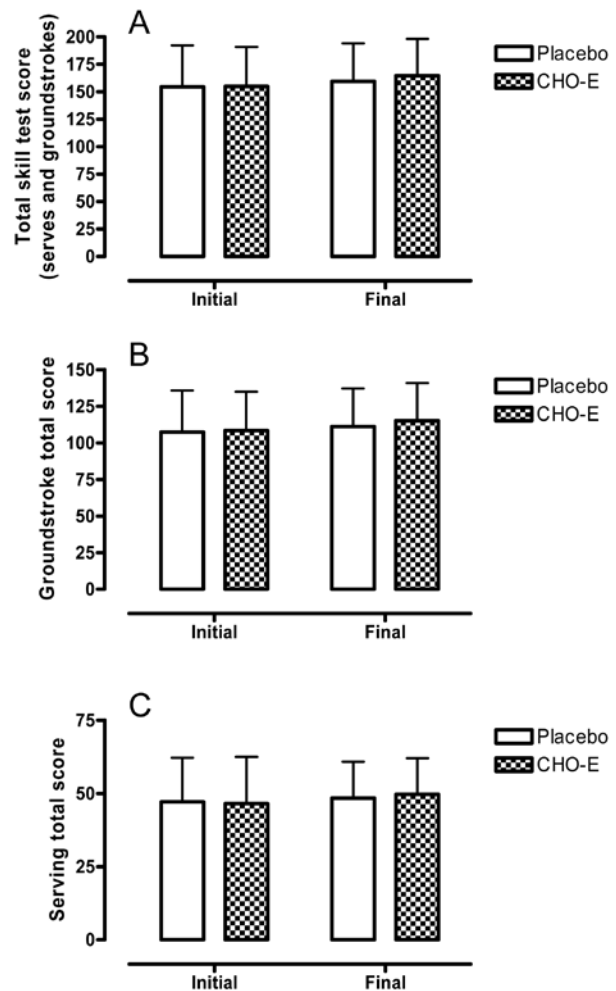 A
Total skill test score
(serves and groundstrokes)
200
175
150
125
100
75
50
25
0
Initial
Final
Placebo
CHO-E
B
Groundstroke total score
150
125
100
75
50
25
0
Initial
Final
Placebo
CHO-E
C
Serving total score
75
50
25
0
Initial
Final
Placebo
CHO-E